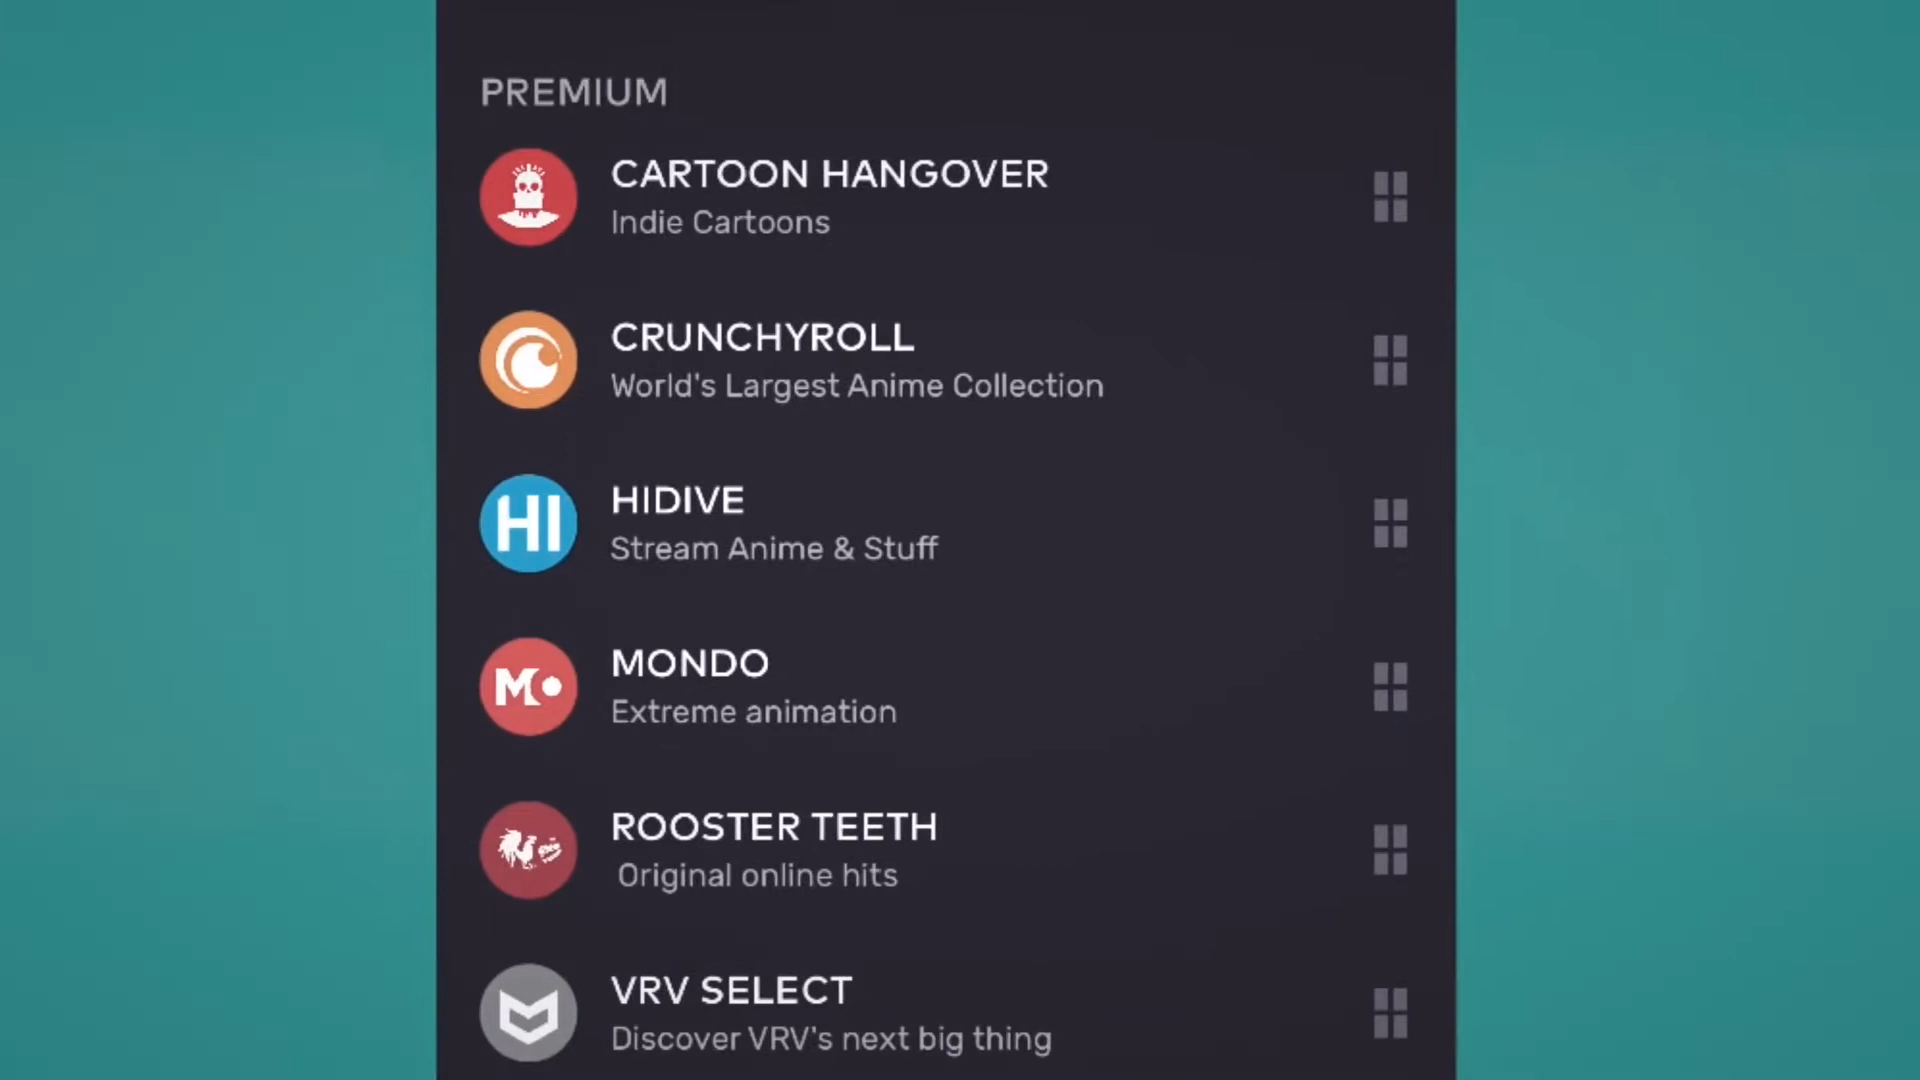 PREMIUM
CARTOON HANGOVER
Indie Cartoons
CRUNCHYROLL
World's Largest Anime Collection
HI
HIDIVE
Stream Anime & Stuff
M
MONDO
Extreme animation
ROOSTER TEETH
Original online hits
VRV SELECT
Discover VRV's next big thing